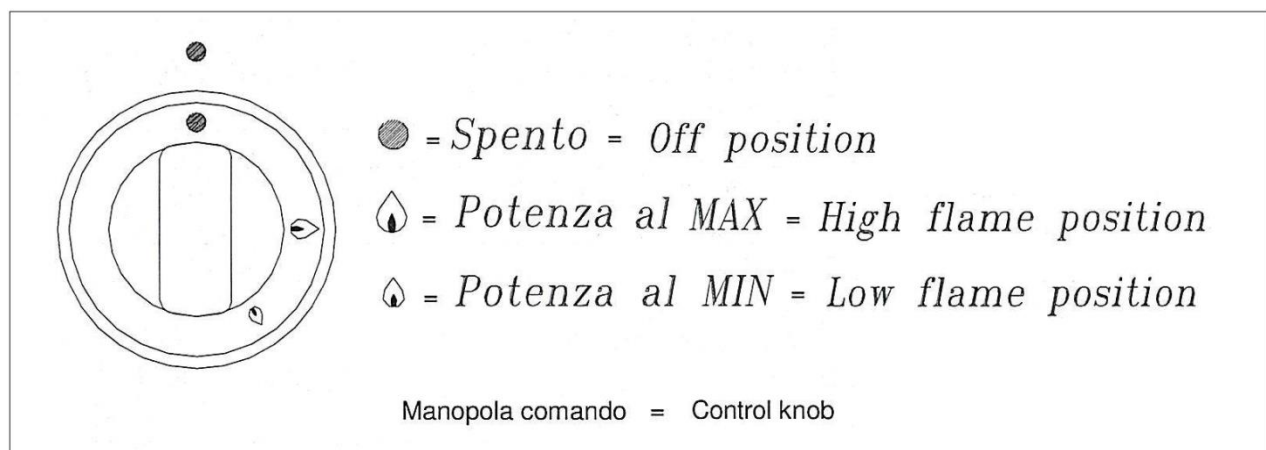 = Spento = Off position
= Potenza al MAX = High flame position
= Potenza al MIN = Low flame position
Manopola comando = Control knob